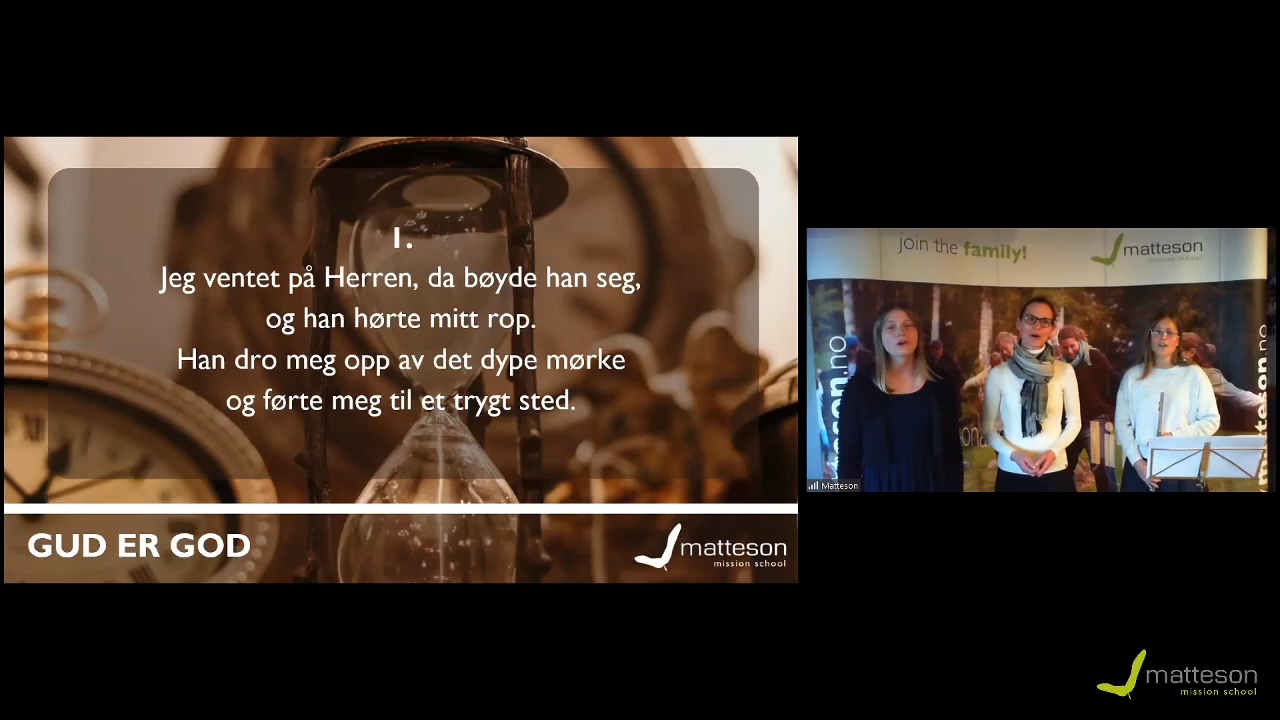 1.
Jeg ventet på Herren, da bøyde han seg,
og han hørte mitt rop.
Han dro meg opp av det dype mørke
og førte meg til et trygt sted.
GUD ER GOD
matteson
mission school
join the family!
matteson
matteson.no
matteson.no
Matteson
matteson
mission school